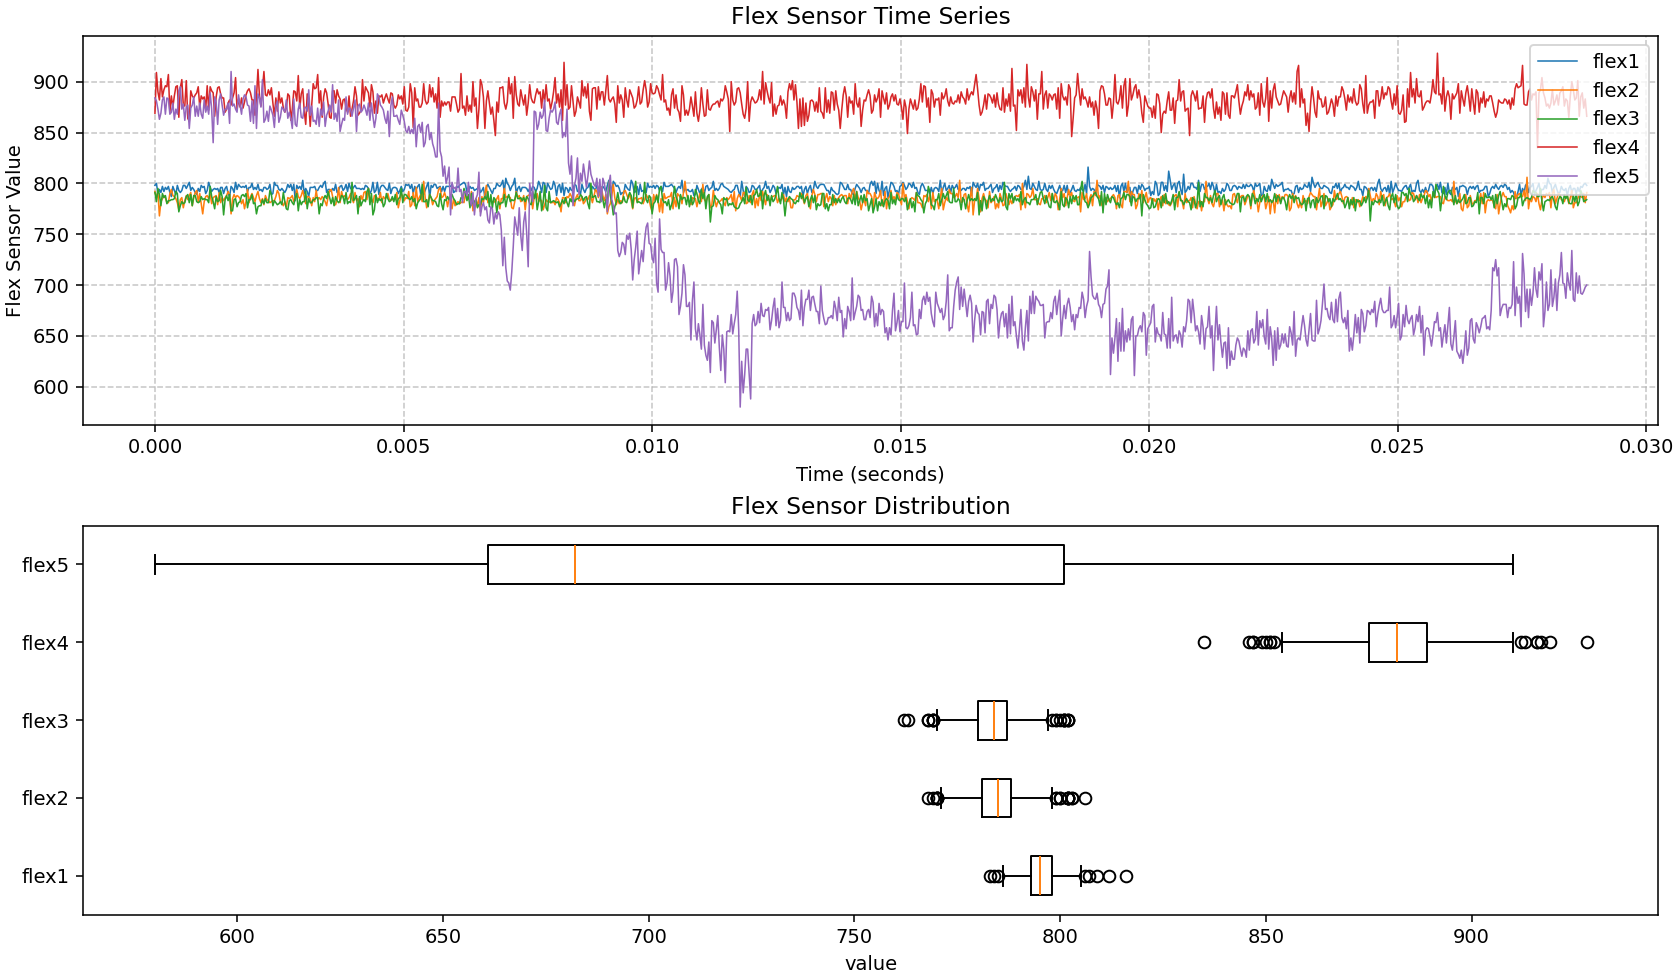 Flex Sensor Time Series
Flex Sensor Value
900
850
800
750
700
650
600
flex1
flex2
flex3
flex4
flex5
0.000 0.005 0.010 0.015 0.020 0.025 0.030
Time (seconds)
Flex Sensor Distribution
flex5
flex4
flex3
flex2
flex1
600 650 700 750 800 850 900
value